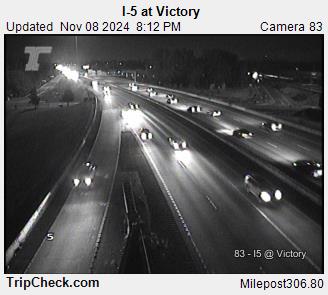 I-5 at Victory
Updated Nov 08 2024 8:12 PM Camera 83
T
5
83 - I5 @ Victory
TripCheck.com Milepost306.80